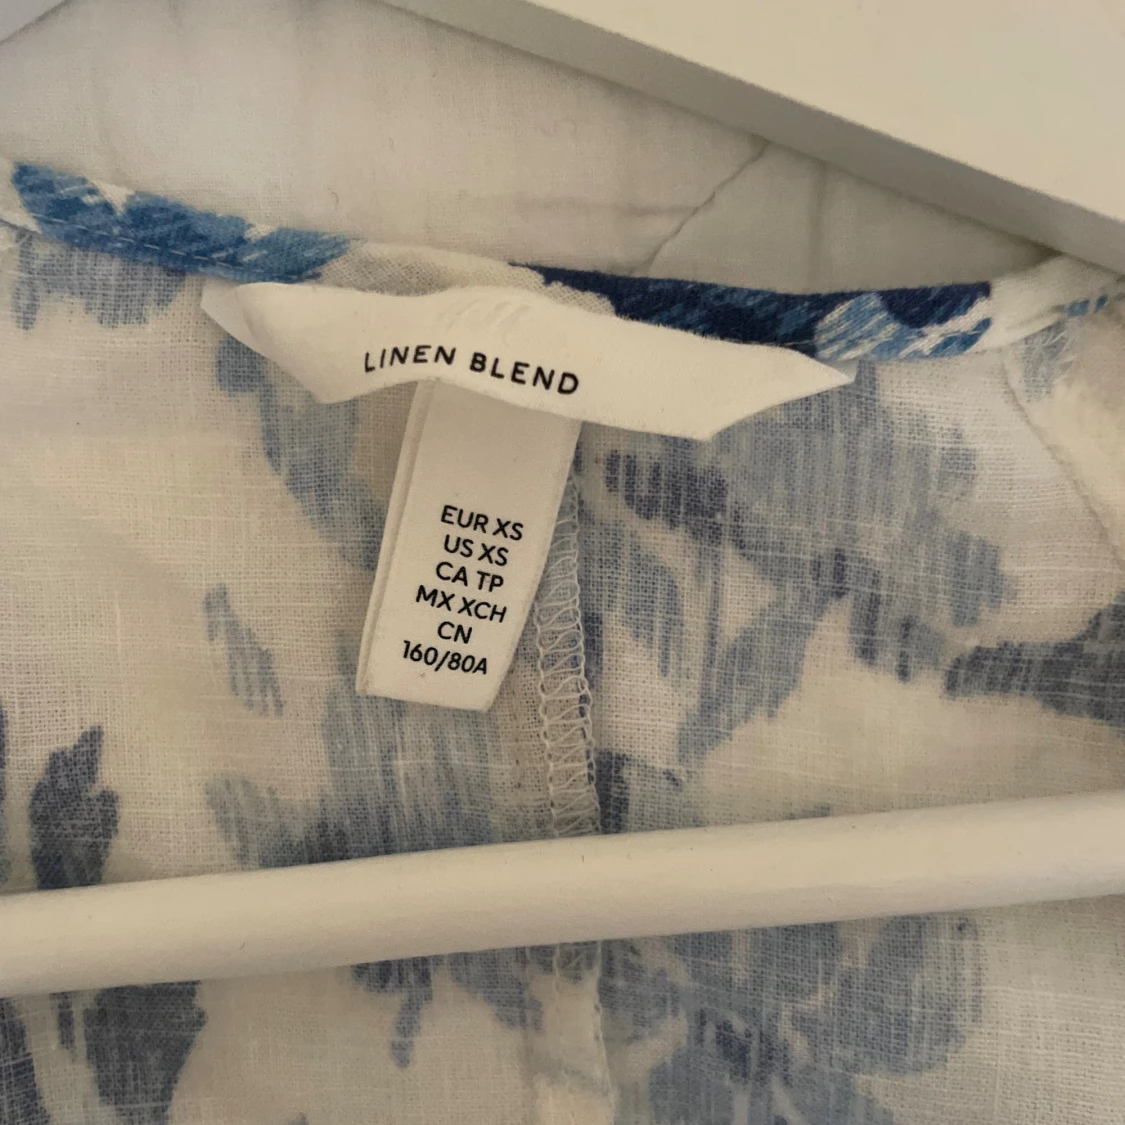 LINEN BLEND
EUR XS
US XS
CA TP
MX XCH
CN
160/80A